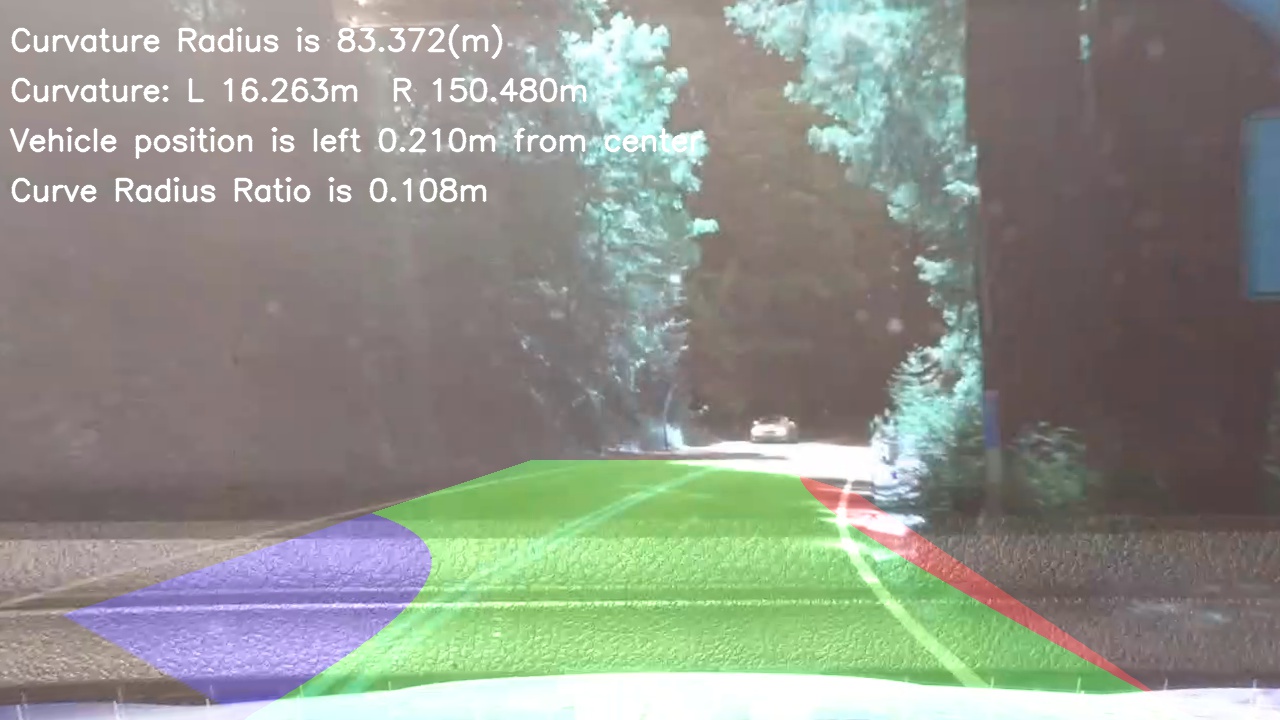 Curvature Radius is 83.372(m)
Curvature: L 16.263m R 150.480m
Vehicle position is left 0.210m from center
Curve Radius Ratio is 0.108m